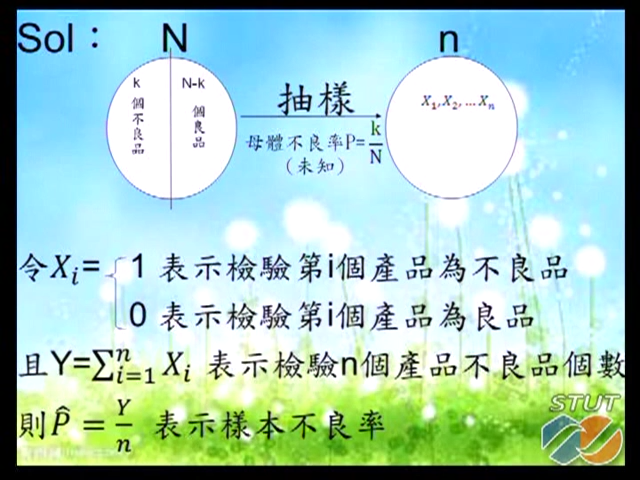 Sol： N n
k N-k
個不良品 個良品
抽樣
母體不良率P=k/N
(未知)
X₁,X₂,...Xₙ
令Xᵢ= { 1 表示檢驗第i個產品為不良品
0 表示檢驗第i個產品為良品
且Y=∑ⁿᵢ₌₁ Xᵢ 表示檢驗n個產品不良品個數
則P̂ = Y/n 表示樣本不良率
STUT